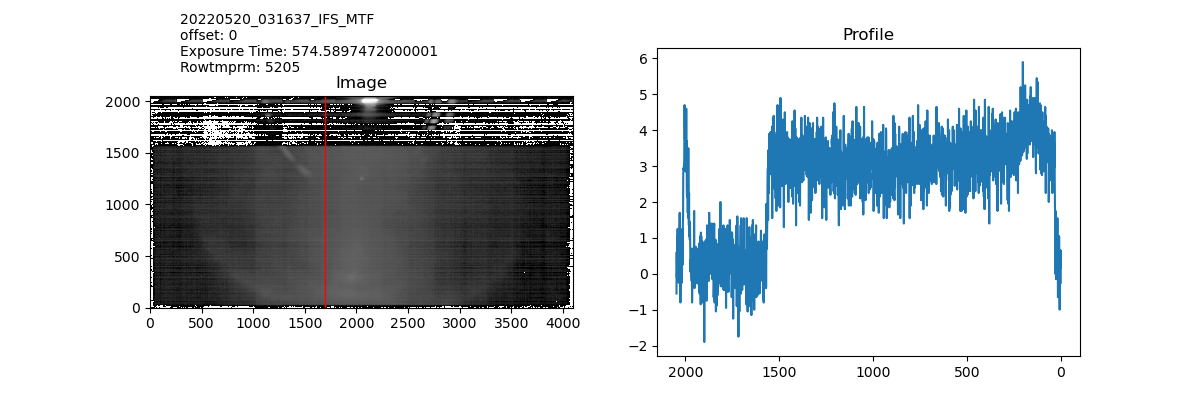 20220520_031637_IFS_MTF
offset: 0
Exposure Time: 574.5897472000001
Rowtmprm: 5205
Image
2000
1500
1000
500
0
0 500 1000 1500 2000 2500 3000 3500 4000
Profile
6
5
4
3
2
1
0
−1
−2
2000 1500 1000 500 0